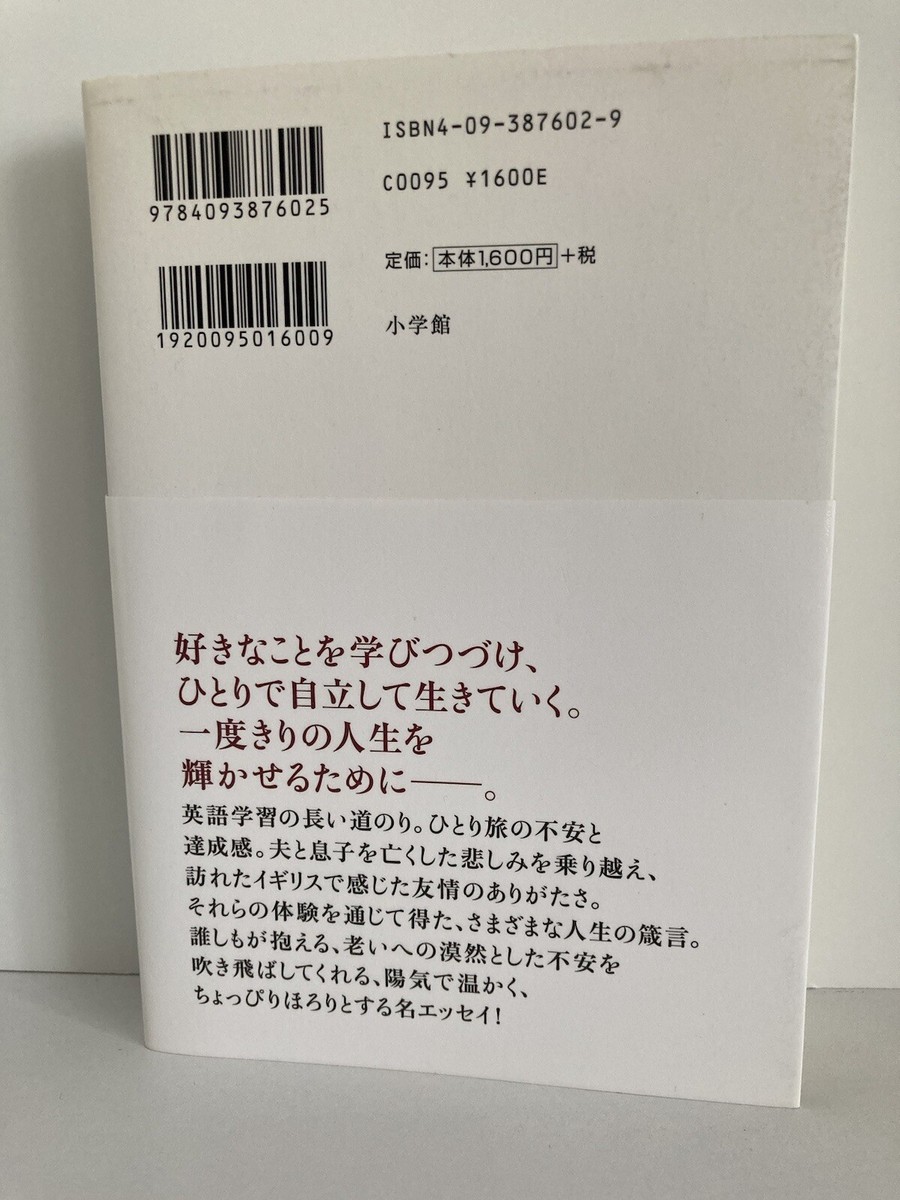 ISBN4-09-387602-9
9784093876025
C0095 ¥1600E
定価：本体1,600円+税
1920095016009
小学館
好きなことを学びつづけ、
ひとりで自立して生きていく。
一度きりの人生を
輝かせるために――。
英語学習の長い道のり。ひとり旅の不安と
達成感。夫と息子を亡くした悲しみを乗り越え、
訪れたイギリスで感じた友情のありがたさ。
それらの体験を通じて得た、さまざまな人生の箴言。
誰しもが抱える、老いへの漠然とした不安を
吹き飛ばしてくれる、陽気で温かく、
ちょっぴりほろりとする名エッセイ！